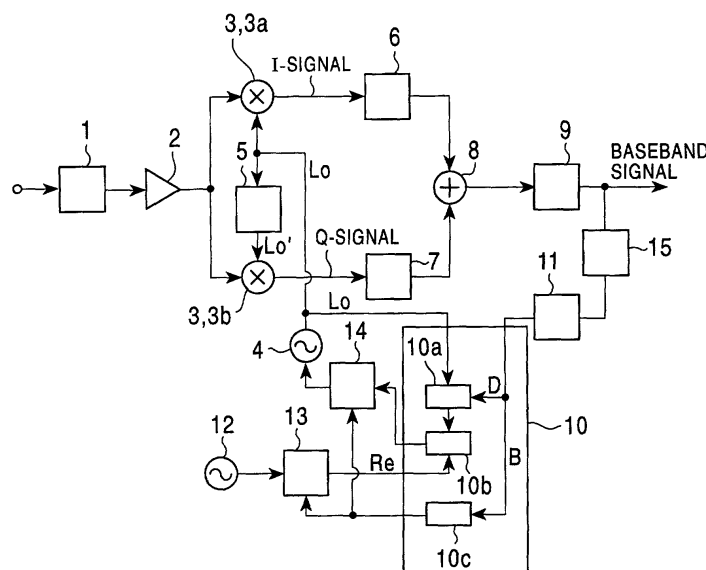 3,3a
I-SIGNAL
6
1
2
5
Lo
8
9
BASEBAND
SIGNAL
Lo'
Q-SIGNAL
7
15
3,3b
Lo
11
4
14
10a
D
10
12
13
Re
10b
B
10c